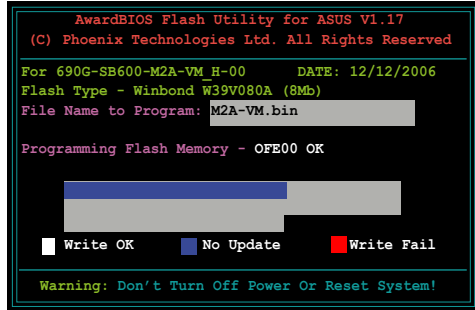 AwardBIOS Flash Utility for ASUS V1.17
(C) Phoenix Technologies Ltd. All Rights Reserved
For 690G-SB600-M2A-VM_H-00 DATE: 12/12/2006
Flash Type - Winbond W39V080A (8Mb)
File Name to Program: M2A-VM.bin
Programming Flash Memory - OFE00 OK
Write OK No Update Write Fail
Warning: Don't Turn Off Power Or Reset System!